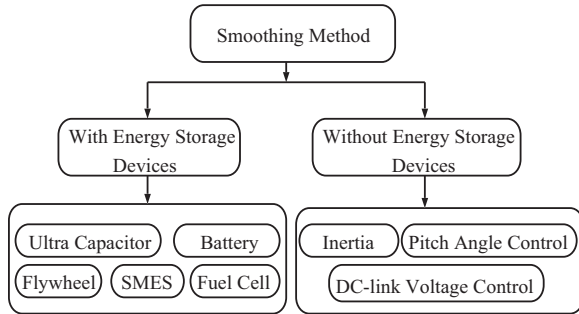 Smoothing Method
With Energy Storage
Devices
Without Energy Storage
Devices
Ultra Capacitor
Battery
Flywheel
SMES
Fuel Cell
Inertia
Pitch Angle Control
DC-link Voltage Control